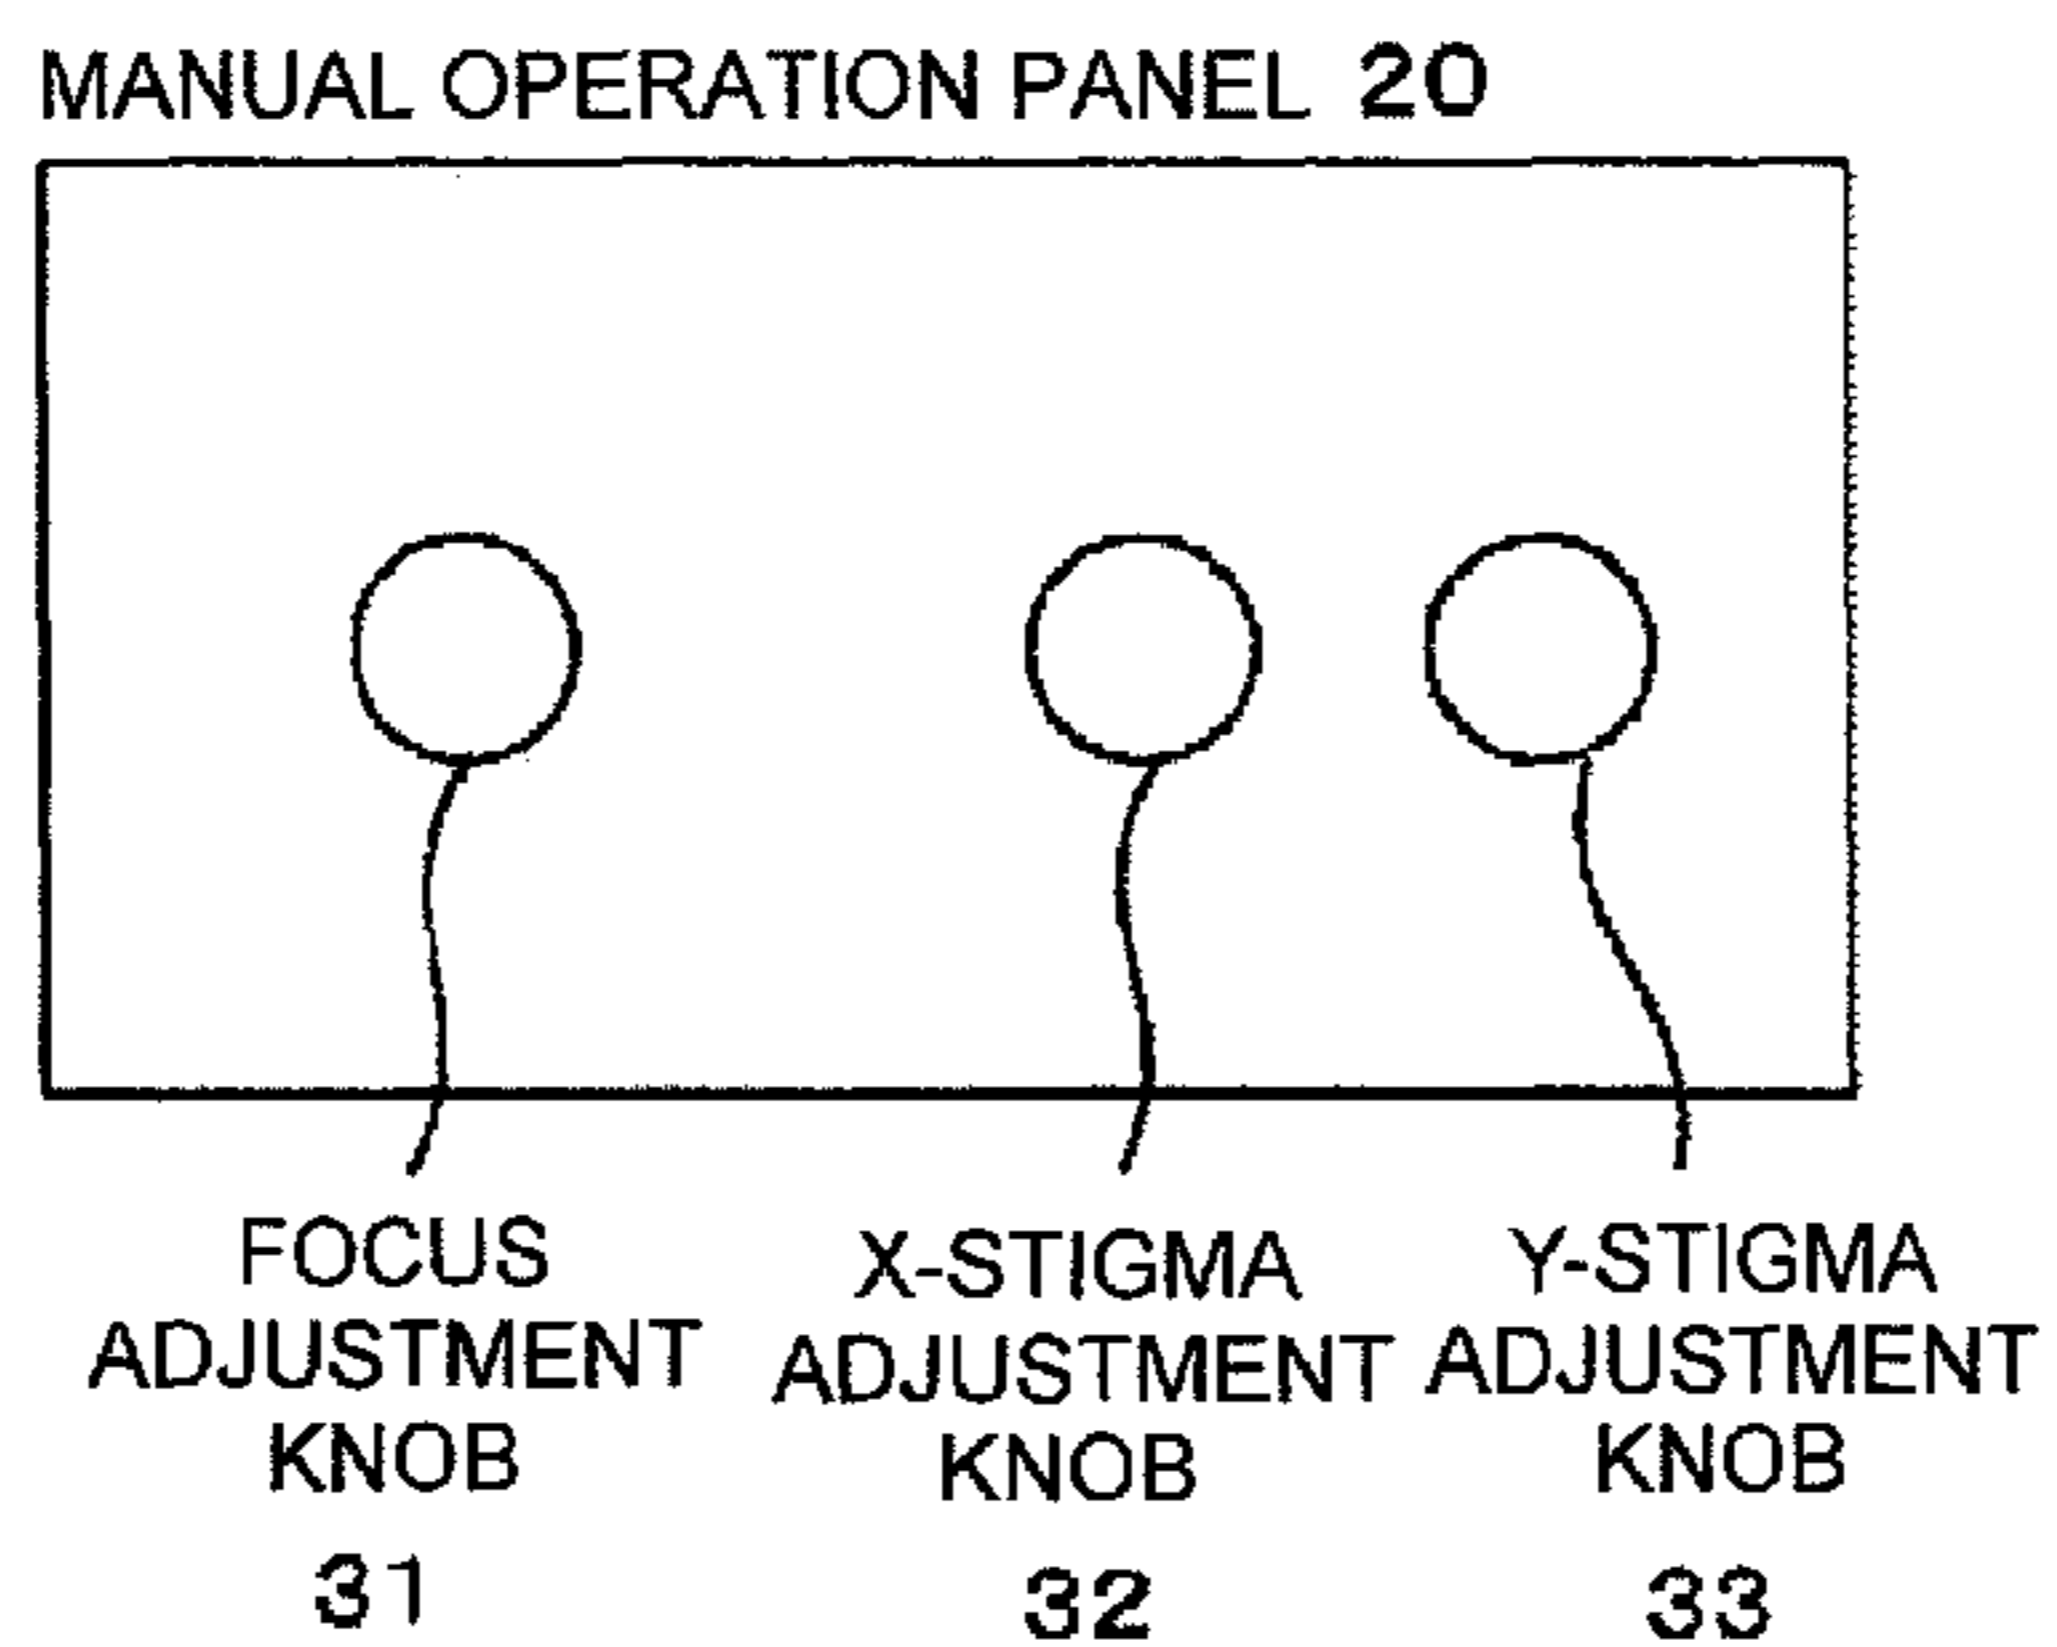 MANUAL OPERATION PANEL 20
FOCUS
ADJUSTMENT
KNOB
31
X-STIGMA
ADJUSTMENT
KNOB
32
Y-STIGMA
ADJUSTMENT
KNOB
33